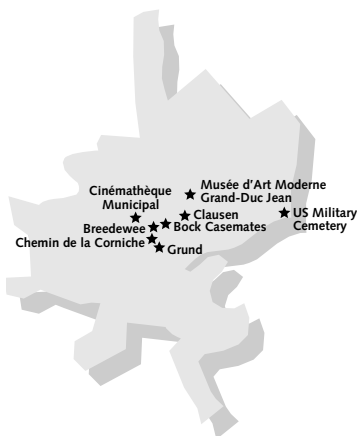 Cinémathèque
Municipal
Musée d'Art Moderne
Grand-Duc Jean
Clausen
US Military
Cemetery
Breedewee
Bock Casemates
Chemin de la Corniche
Grund